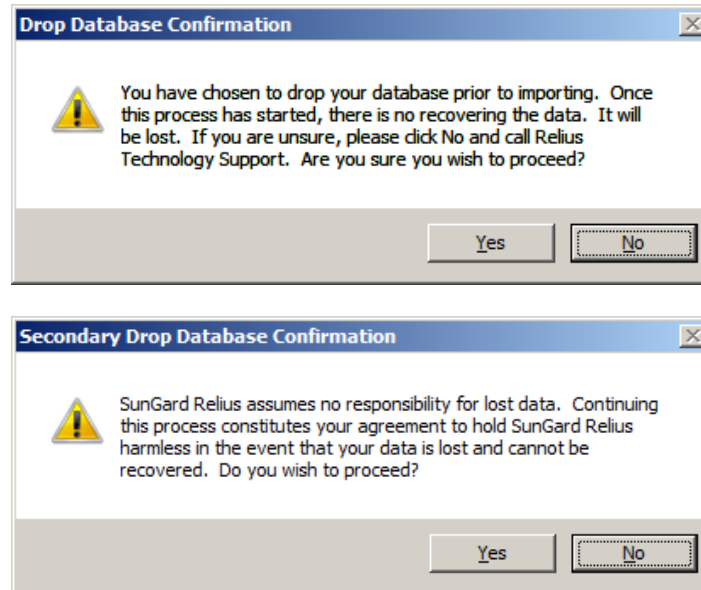 Drop Database Confirmation
You have chosen to drop your database prior to importing. Once
this process has started, there is no recovering the data. It will
be lost. If you are unsure, please click No and call Relius
Technology Support. Are you sure you wish to proceed?
Yes No
Secondary Drop Database Confirmation
SunGard Relius assumes no responsibility for lost data. Continuing
this process constitutes your agreement to hold SunGard Relius
harmless in the event that your data is lost and cannot be
recovered. Do you wish to proceed?
Yes No